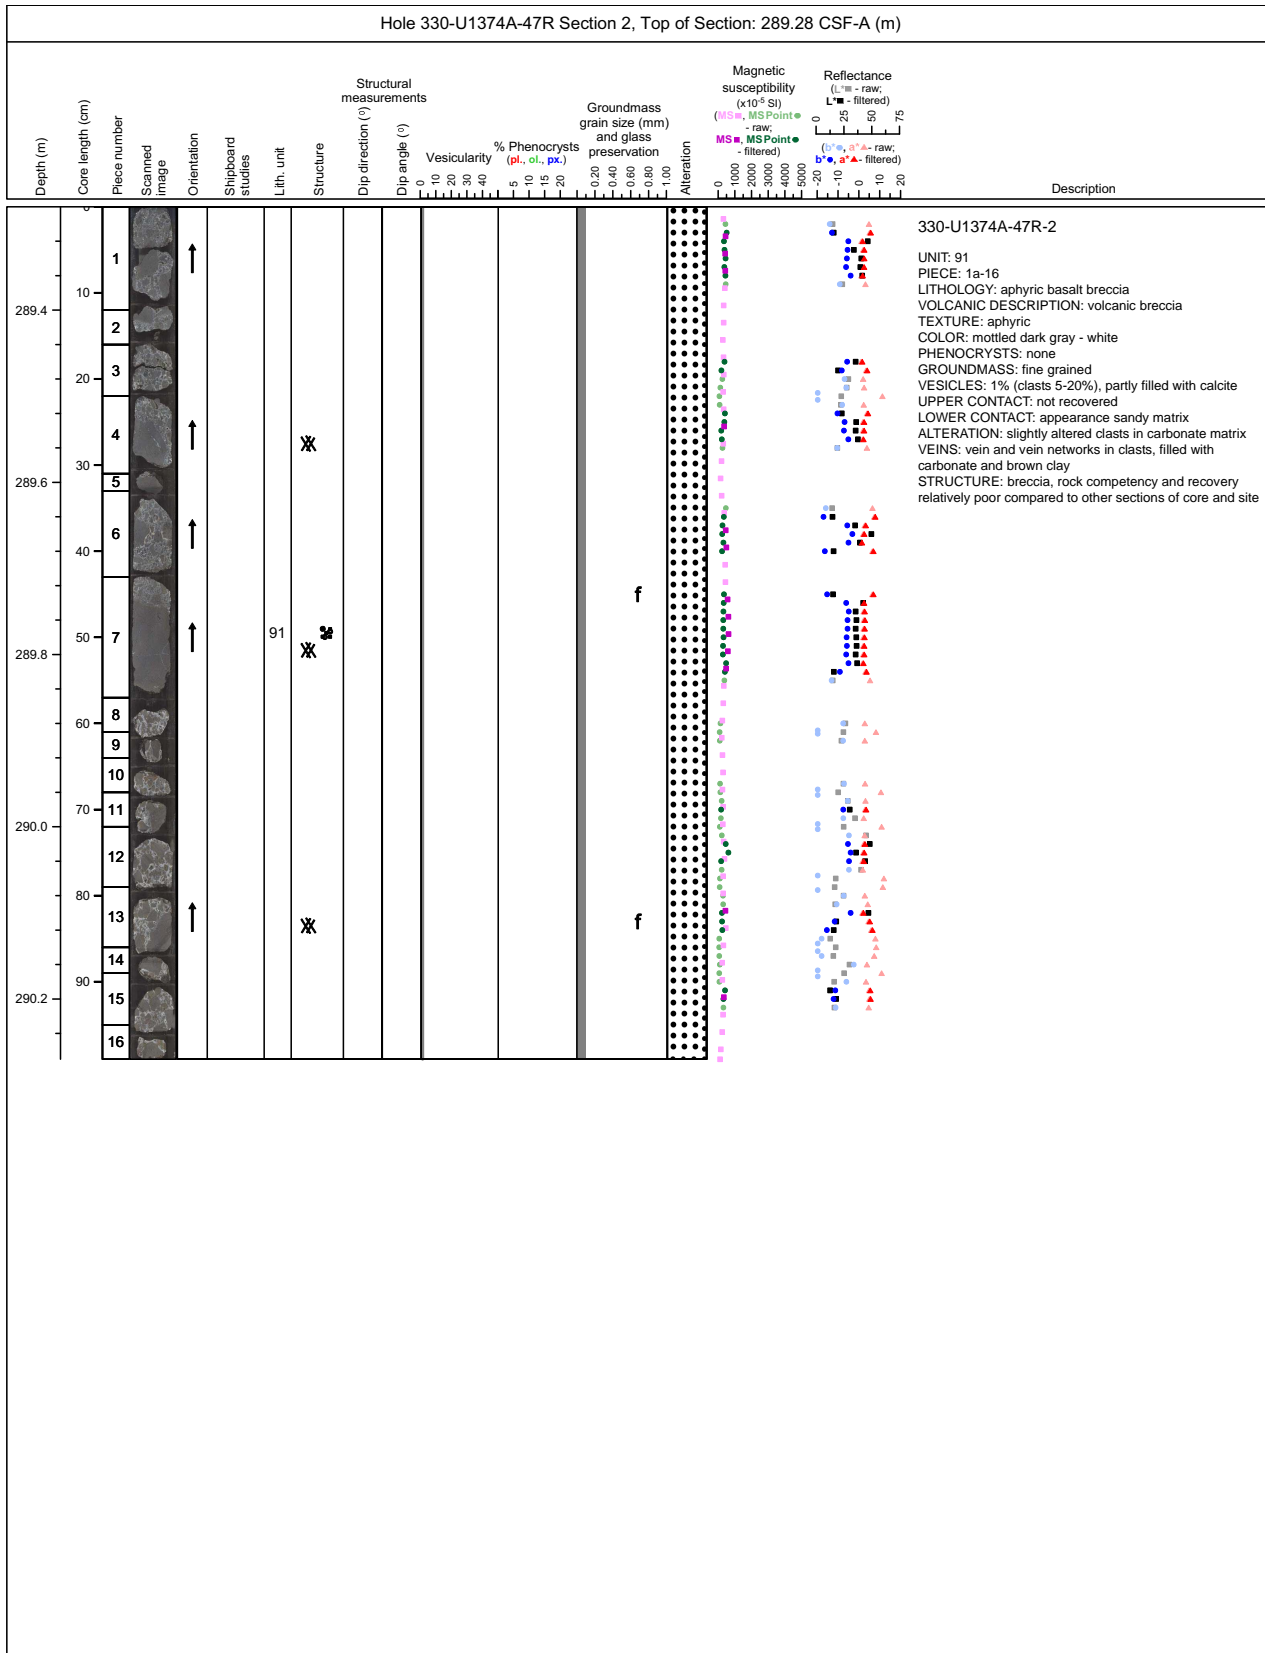 Hole 330-U1374A-47R Section 2, Top of Section: 289.28 CSF-A (m)
Depth (m)
Core length (cm)
Piece number
Scanned
image
Orientation
Shipboard
studies
Lith. unit
Structure
Structural
measurements
Dip direction (º)
Dip angle (º)
Vesicularity
0 10 20 30 40
% Phenocrysts
(pl., ol., px.)
5 10 15 20
Groundmass
grain size (mm)
and glass
preservation
0.20 0.40 0.60 0.80 1.00
Alteration
Magnetic
susceptibility
(x10-5 SI)
(MS■, MSPoint●
- raw;
MS■, MSPoint●
- filtered)
0 1000 2000 3000 4000 5000
Reflectance
(L*■ - raw;
L*■ - filtered)
0 25 50 75
(b*●, a*▲- raw;
b*●, a*▲- filtered)
-20 -10 0 10 20
Description
0
10
20
30
40
50
60
70
80
90
289.4
289.6
289.8
290.0
290.2
1
2
3
4
5
6
7
8
9
10
11
12
13
14
15
16
91
f
f
330-U1374A-47R-2
UNIT: 91
PIECE: 1a-16
LITHOLOGY: aphyric basalt breccia
VOLCANIC DESCRIPTION: volcanic breccia
TEXTURE: aphyric
COLOR: mottled dark gray - white
PHENOCRYSTS: none
GROUNDMASS: fine grained
VESICLES: 1% (clasts 5-20%), partly filled with calcite
UPPER CONTACT: not recovered
LOWER CONTACT: appearance sandy matrix
ALTERATION: slightly altered clasts in carbonate matrix
VEINS: vein and vein networks in clasts, filled with
carbonate and brown clay
STRUCTURE: breccia, rock competency and recovery
relatively poor compared to other sections of core and site